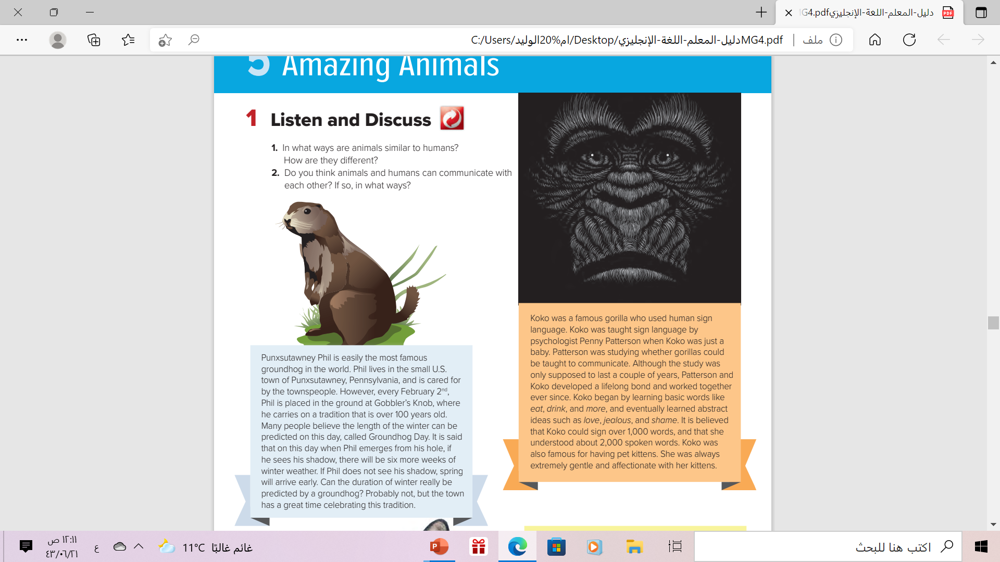 دليل-المعلم-اللغة-الإنجليزيMG4.pdf
ملف
C:/Users/ام%20الوليد/Desktop/دليل-المعلم-اللغة-الإنجليزيMG4.pdf
5 Amazing Animals
1 Listen and Discuss
1. In what ways are animals similar to humans?
How are they different?
2. Do you think animals and humans can communicate with
each other? If so, in what ways?
Punxsutawney Phil is easily the most famous
groundhog in the world. Phil lives in the small U.S.
town of Punxsutawney, Pennsylvania, and is cared for
by the townspeople. However, every February 2nd,
Phil is placed in the ground at Gobbler's Knob, where
he carries on a tradition that is over 100 years old.
Many people believe the length of the winter can be
predicted on this day, called Groundhog Day. It is said
that on this day when Phil emerges from his hole, if
he sees his shadow, there will be six more weeks of
winter weather. If Phil does not see his shadow, spring
will arrive early. Can the duration of winter really be
predicted by a groundhog? Probably not, but the town
has a great time celebrating this tradition.
Koko was a famous gorilla who used human sign
language. Koko was taught sign language by
psychologist Penny Patterson when Koko was just a
baby. Patterson was studying whether gorillas could
be taught to communicate. Although the study was
only supposed to last a couple of years, Patterson and
Koko developed a lifelong bond and worked together
ever since. Koko began by learning basic words like
eat, drink, and more, and eventually learned abstract
ideas such as love, jealous, and shame. It is believed
that Koko could sign over 1,000 words, and that she
understood about 2,000 spoken words. Koko was
also famous for having pet kittens. She was always
extremely gentle and affectionate with her kittens.
١٢:١١ ص
٤٣/٠٦/٢١
ع
11°C غائم غالبًا
اكتب هنا للبحث